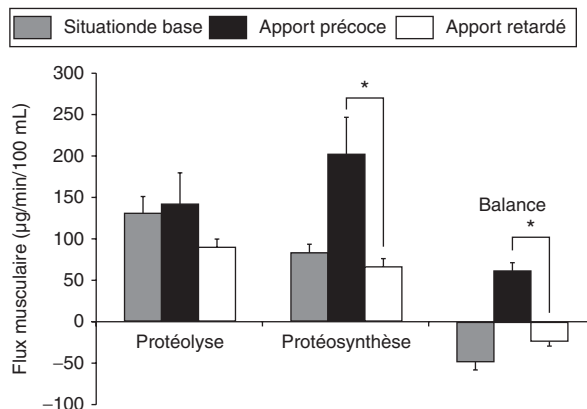 Situationde base Apport précoce Apport retardé
Flux musculaire (µg/min/100 mL)
300
250
200
150
100
50
0
–50
–100
*
Balance
*
Protéolyse Protéosynthèse